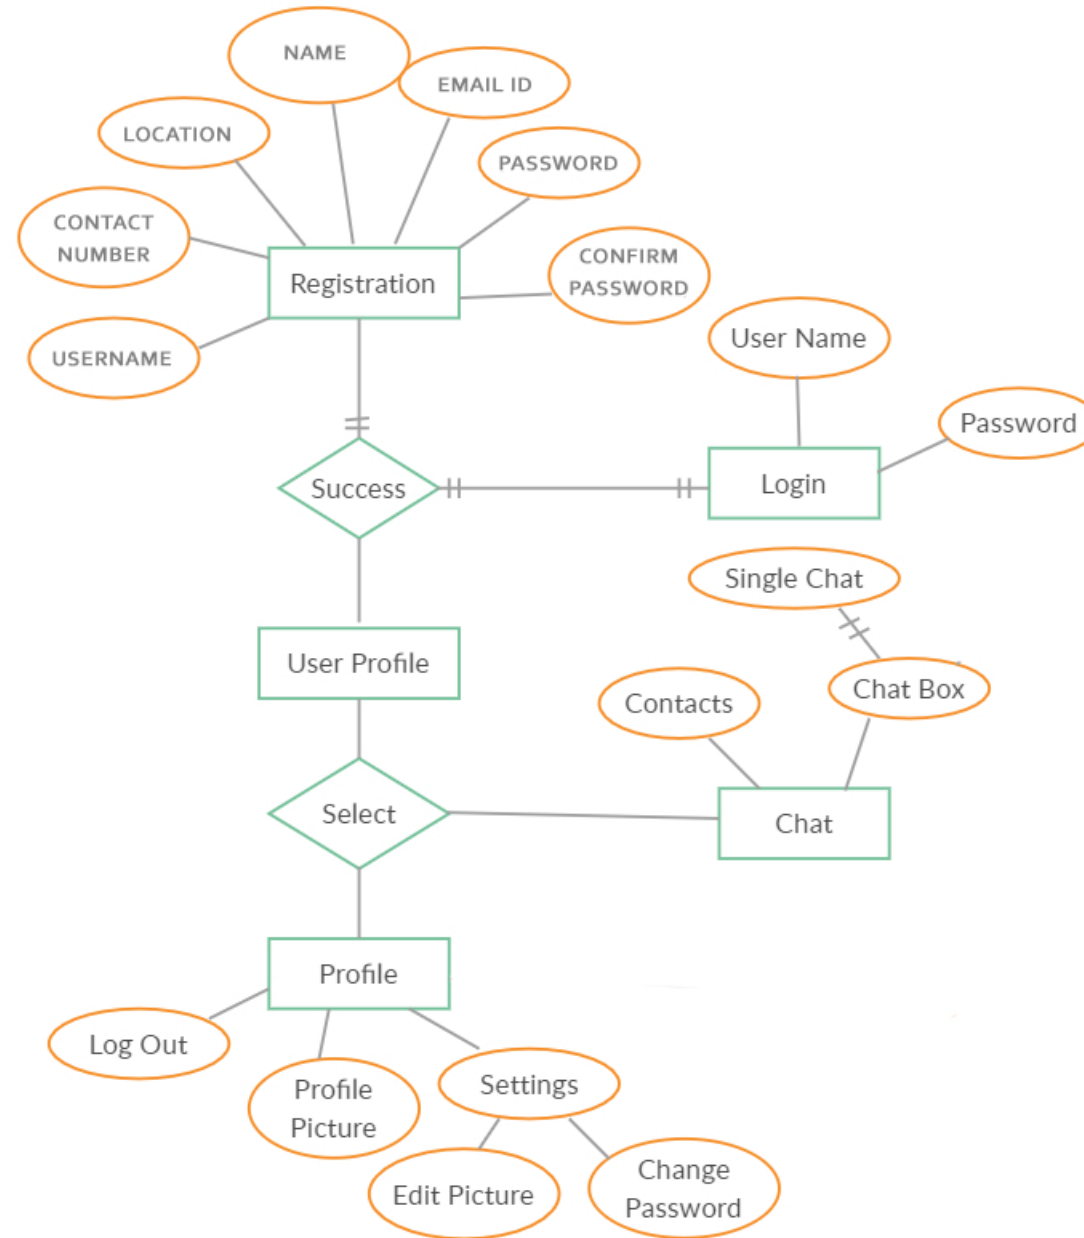 NAME
EMAIL ID
LOCATION
PASSWORD
CONTACT
NUMBER
CONFIRM
PASSWORD
Registration
USERNAME
User Name
Password
Login
Success
Single Chat
User Profile
Contacts
Chat Box
Select
Chat
Profile
Log Out
Profile
Picture
Settings
Edit Picture
Change
Password